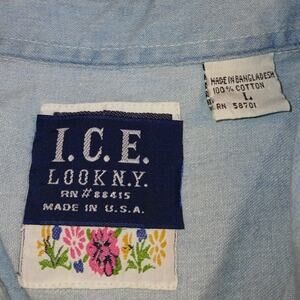 I.C.E.
LOOK N.Y.
RN # 88415
MADE IN U.S.A.
MADE IN BANGLADESH
100% COTTON
L
RN 58701